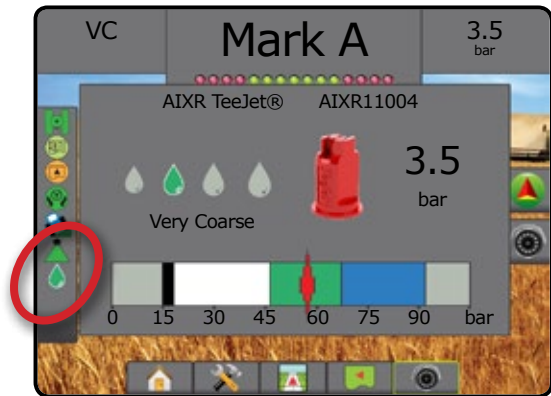 VC
Mark A
3.5
bar
AIXR TeeJet® AIXR11004
3.5
bar
Very Coarse
0 15 30 45 60 75 90 bar